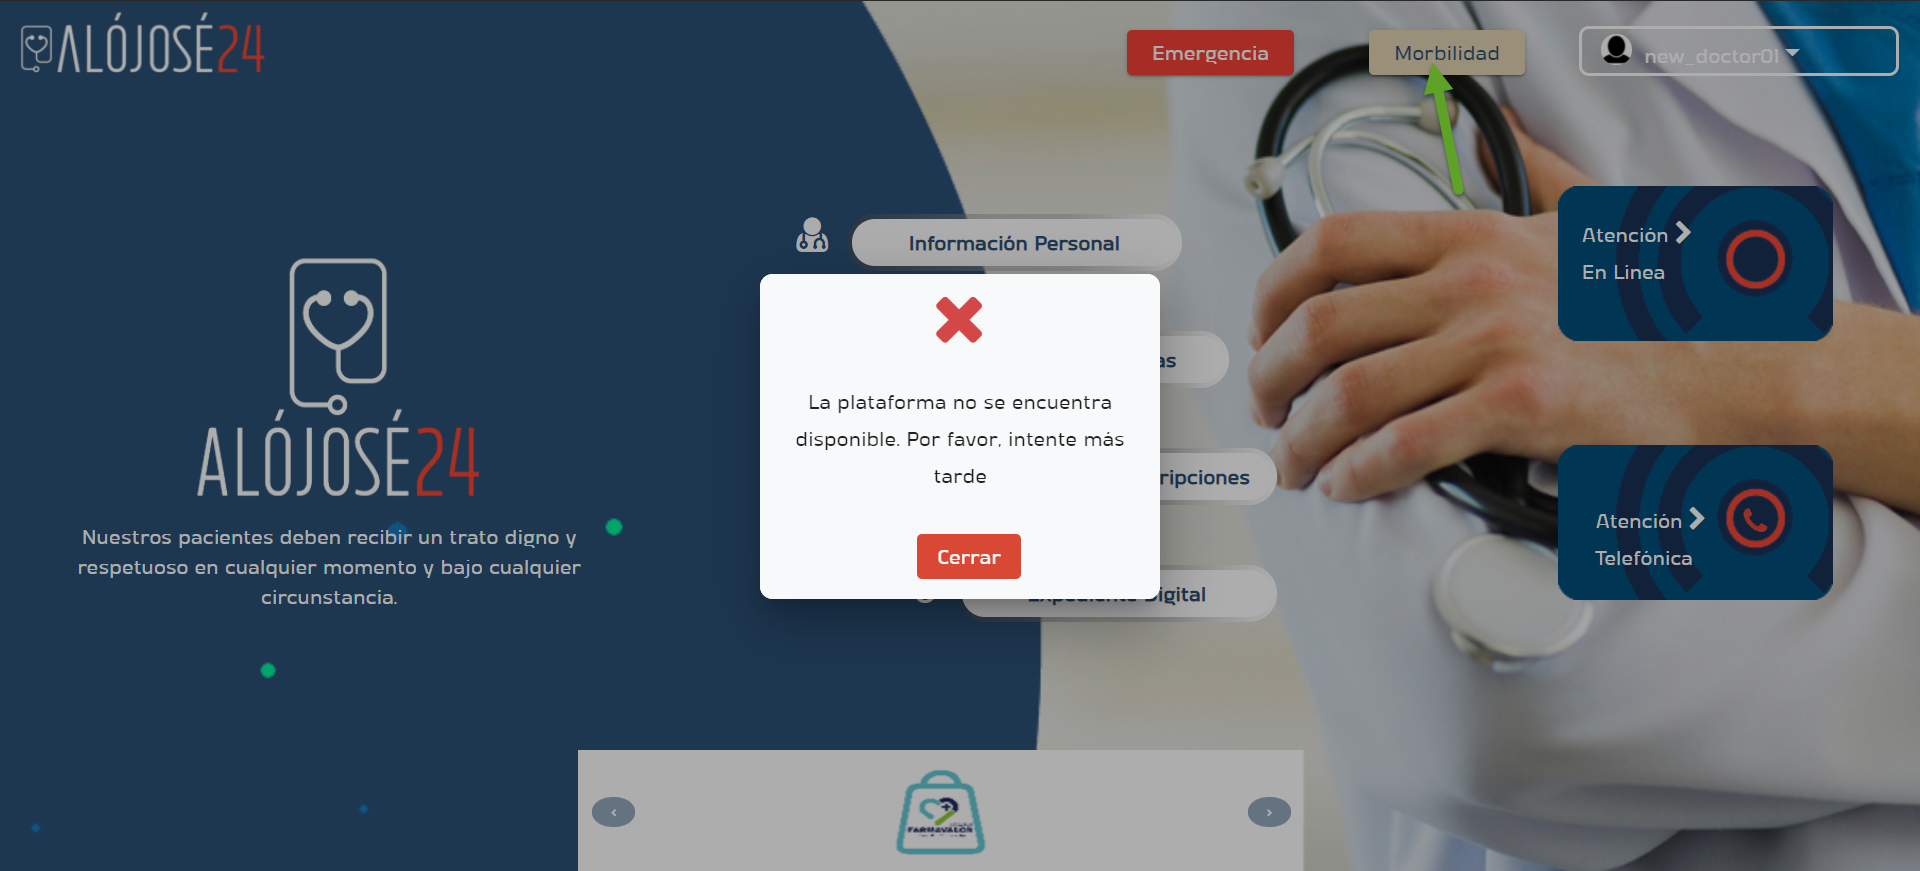 ALÓJOSÉ24
Emergencia
Morbilidad
new_doctor01
Información Personal
Atención
En Linea
as
La plataforma no se encuentra
disponible. Por favor, intente más
tarde
ripciones
Cerrar
ALÓJOSÉ24
Nuestros pacientes deben recibir un trato digno y
respetuoso en cualquier momento y bajo cualquier
circunstancia.
Atención
Telefónica
Expediente Digital
FARMAVALOR